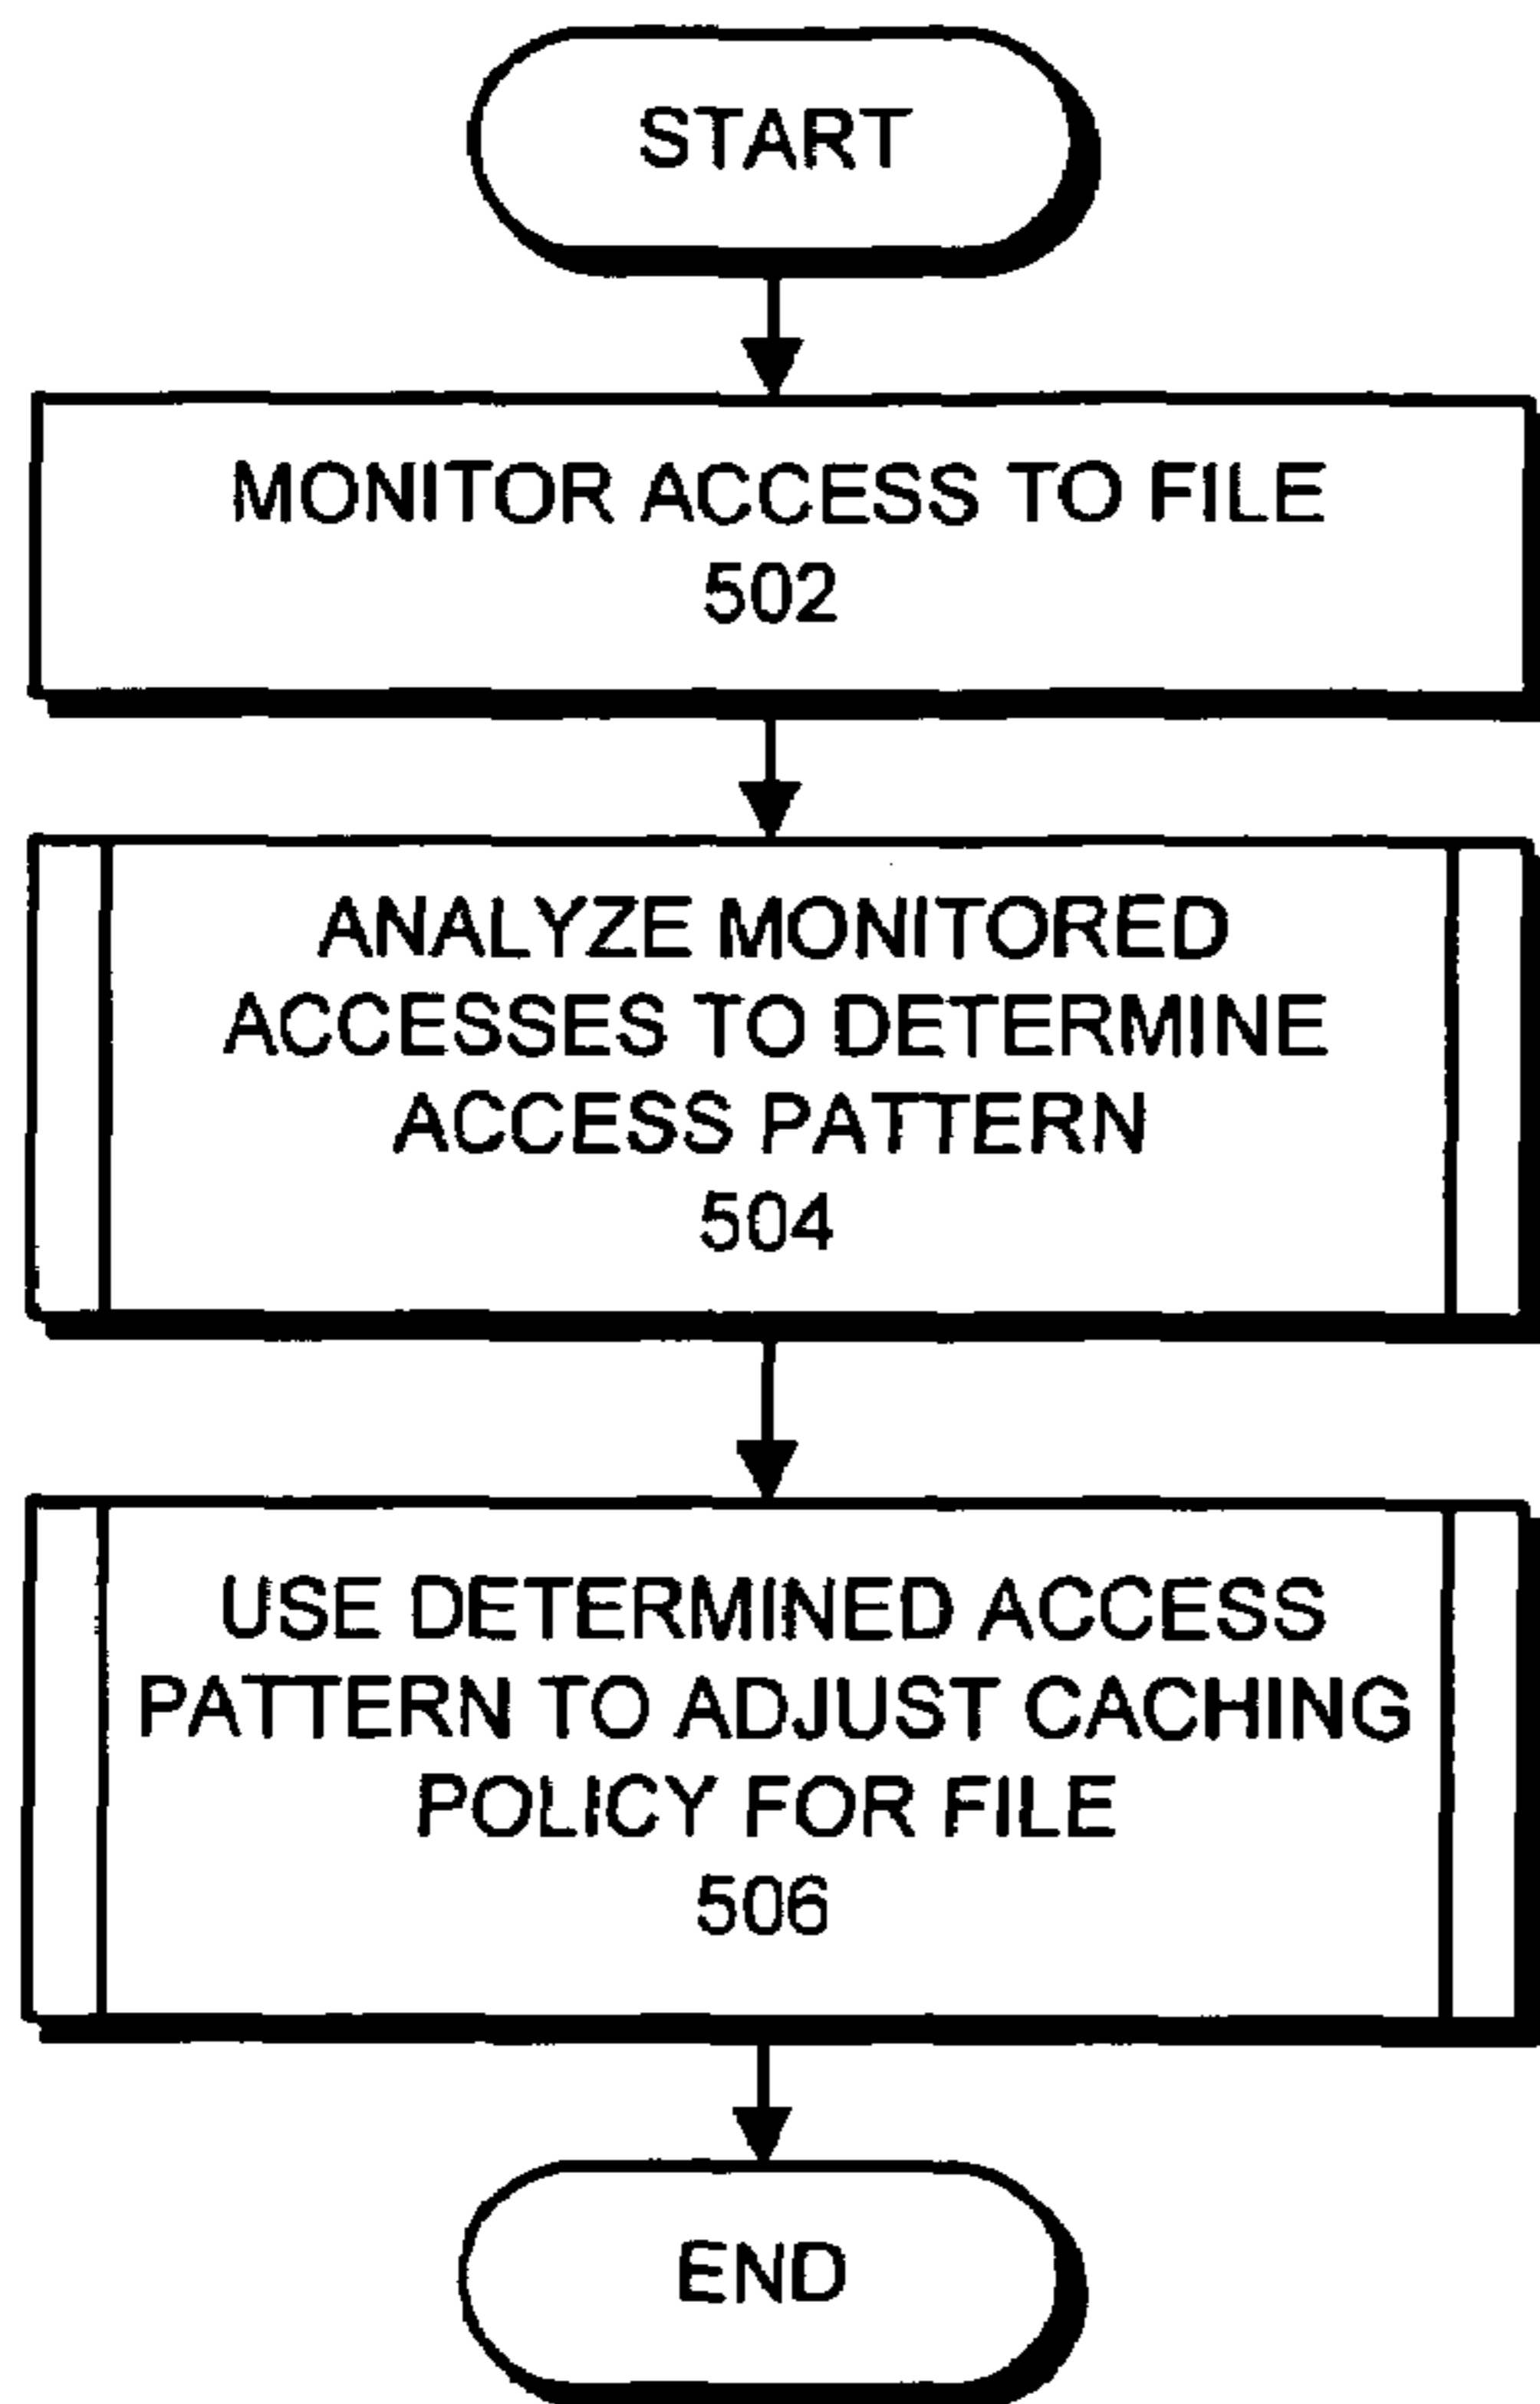 START
MONITOR ACCESS TO FILE
502
ANALYZE MONITORED
ACCESSES TO DETERMINE
ACCESS PATTERN
504
USE DETERMINED ACCESS
PATTERN TO ADJUST CACHING
POLICY FOR FILE
506
END